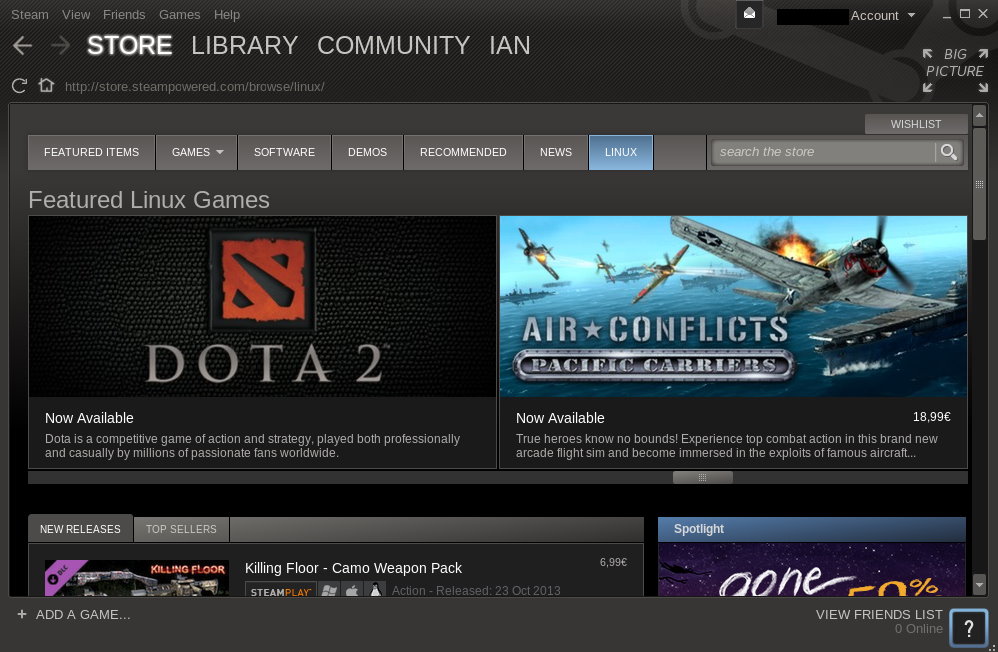 Steam View Friends Games Help
Account
STORE LIBRARY COMMUNITY IAN
BIG
PICTURE
http://store.steampowered.com/browse/linux/
WISHLIST
FEATURED ITEMS GAMES SOFTWARE DEMOS RECOMMENDED NEWS LINUX search the store
Featured Linux Games
DOTA 2™
AIR★CONFLICTS
PACIFIC CARRIERS
Now Available
Dota is a competitive game of action and strategy, played both professionally
and casually by millions of passionate fans worldwide.
Now Available 18,99€
True heroes know no bounds! Experience top combat action in this brand new
arcade flight sim and become immersed in the exploits of famous aircraft...
NEW RELEASES TOP SELLERS
Spotlight
DLC
KILLING FLOOR
Killing Floor - Camo Weapon Pack 6,99€
STEAMPLAY Action - Released: 23 Oct 2013
gone
50%
+ ADD A GAME...
VIEW FRIENDS LIST
0 Online
?